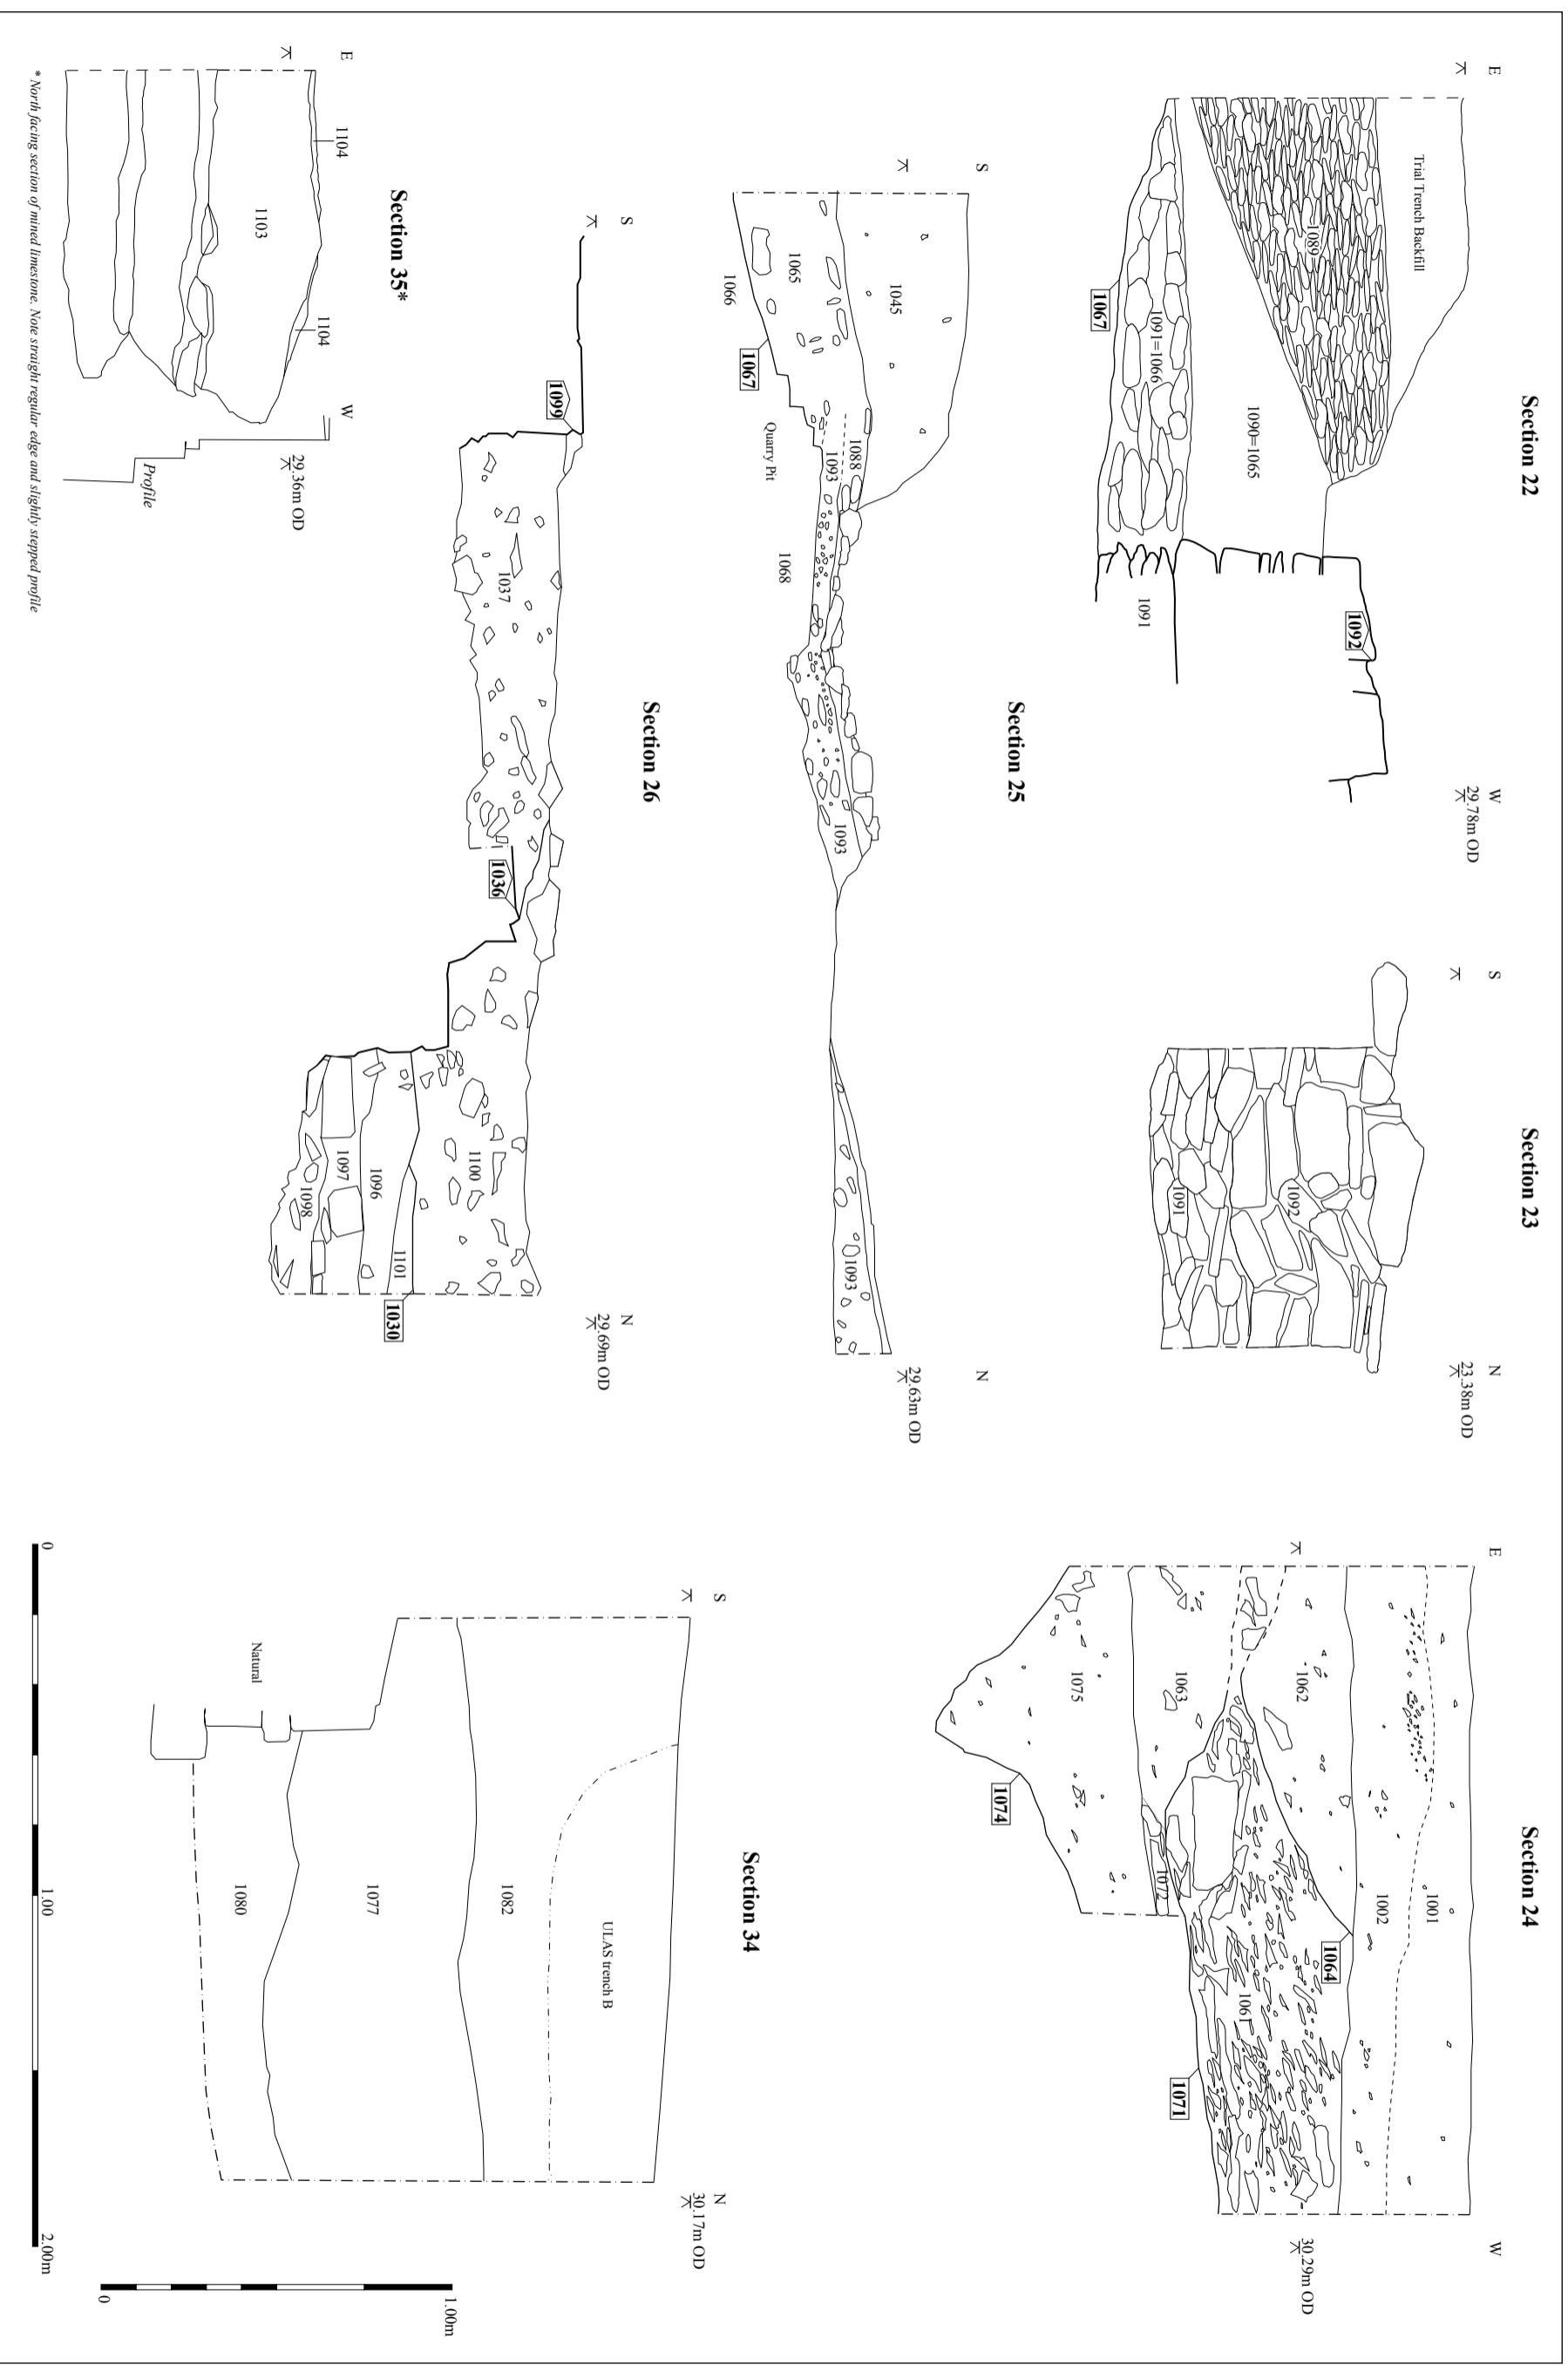 Section 22
E
W
29.78m OD
Trial Trench Backfill
1089
1090=1065
1091=1066
1067
1091
1092
Section 23
S
N
23.38m OD
1092
1091
Section 24
E
W
30.29m OD
1001
1002
1062
1064
1063
1061
1075
1072
1074
1071
Section 25
S
N
29.63m OD
1045
1065
1066
1067
1088
1093
Quarry Pit
1068
1093
1093
Section 26
S
N
29.69m OD
1099
1037
1036
1100
1096
1097
1098
1101
1030
Section 34
S
N
30.17m OD
ULAS trench B
1082
1077
1080
Natural
Section 35*
E
W
29.36m OD
1104
1103
1104
Profile
* North facing section of mined limestone. Note straight regular edge and slightly stepped profile
0
1.00
2.00m
0
1.00m